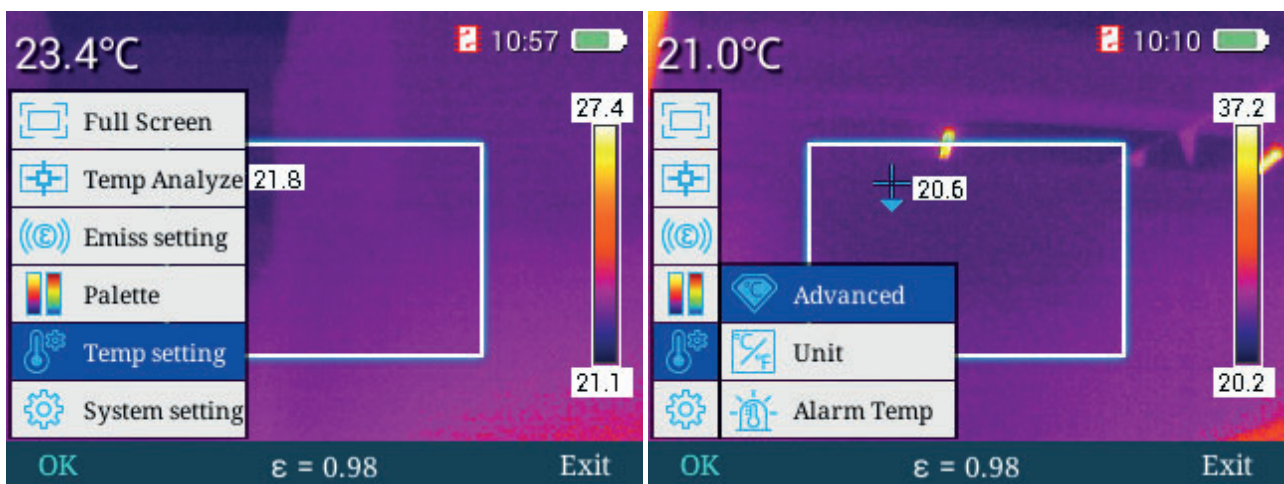 23.4°C
10:57
Full Screen
27.4
Temp Analyze 21.8
((ε))
Emiss setting
Palette
Temp setting
21.1
System setting
OK ε = 0.98 Exit
21.0°C
10:10
37.2
20.6
((ε))
°C
Advanced
°C/°F
Unit
20.2
Alarm Temp
OK ε = 0.98 Exit